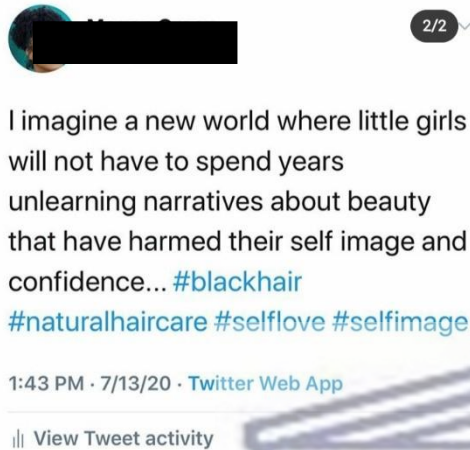 2/2
I imagine a new world where little girls
will not have to spend years
unlearning narratives about beauty
that have harmed their self image and
confidence... #blackhair
#naturalhaircare #selflove #selfimage
1:43 PM · 7/13/20 · Twitter Web App
View Tweet activity